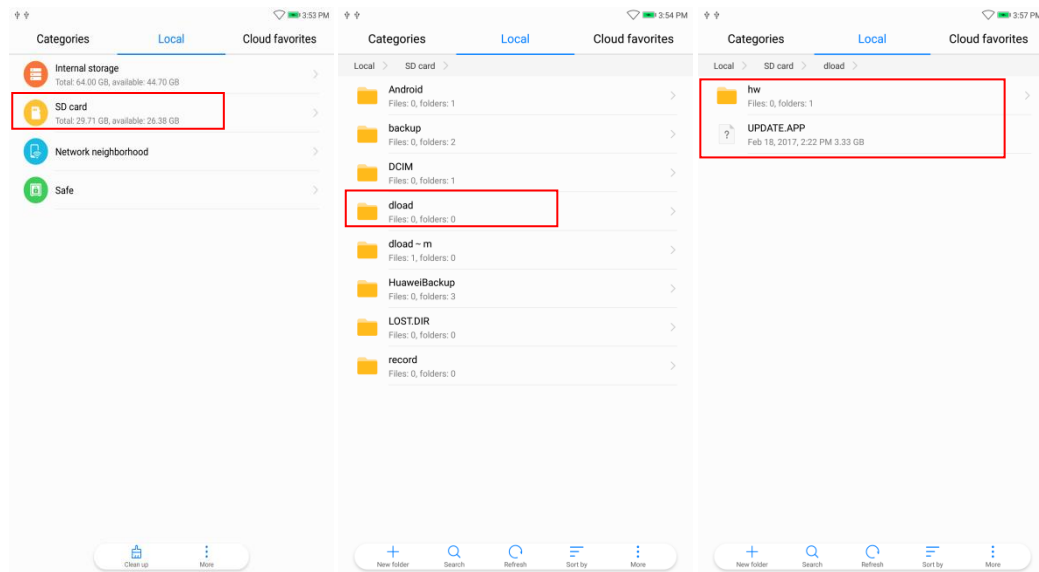 3:53 PM
Categories
Local
Cloud favorites
Internal storage
Total: 64.00 GB, available: 44.70 GB
SD card
Total: 29.71 GB, available: 26.38 GB
Network neighborhood
Safe
Clean up
More
3:54 PM
Categories
Local
Cloud favorites
Local > SD card >
Android
Files: 0, folders: 1
backup
Files: 0, folders: 2
DCIM
Files: 0, folders: 1
dload
Files: 0, folders: 0
dload~m
Files: 1, folders: 0
HuaweiBackup
Files: 0, folders: 3
LOST.DIR
Files: 0, folders: 0
record
Files: 0, folders: 0
New folder
Search
Refresh
Sort by
More
3:57 PM
Categories
Local
Cloud favorites
Local > SD card > dload >
hw
Files: 0, folders: 1
?
UPDATE.APP
Feb 18, 2017, 2:22 PM 3.33 GB
New folder
Search
Refresh
Sort by
More